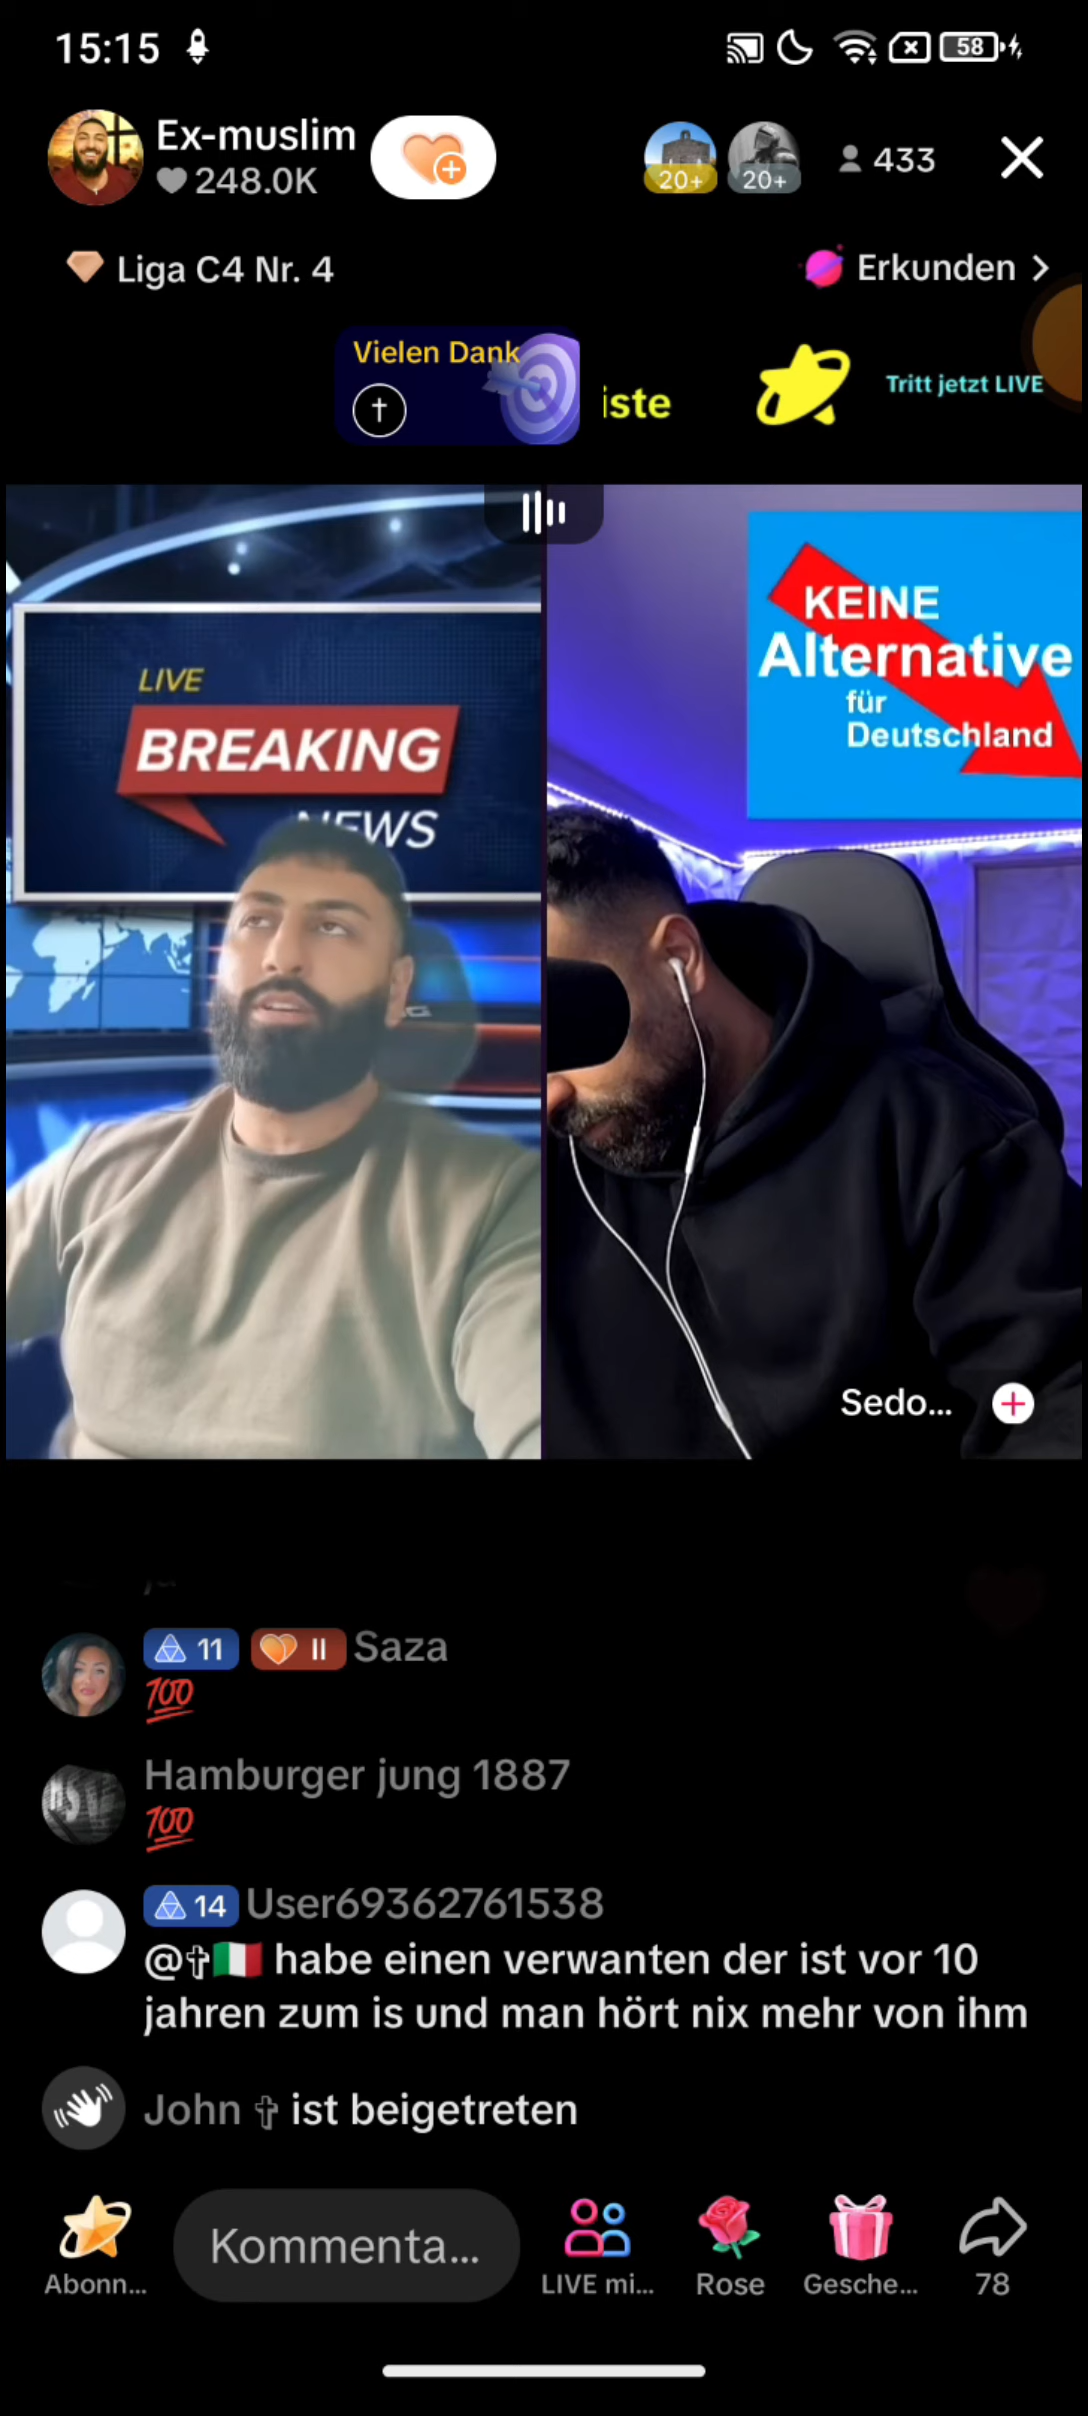 15:15
58
Ex-muslim
248.0K
20+
20+
433
Liga C4 Nr. 4
Erkunden >
Vielen Dank
iste
Tritt jetzt LIVE
LIVE
BREAKING
NEWS
KEINE
Alternative
für
Deutschland
Sedo...
11 II Saza
💯
Hamburger jung 1887
💯
14 User69362761538
@✞🇮🇹 habe einen verwanten der ist vor 10
jahren zum is und man hört nix mehr von ihm
John ✞ ist beigetreten
Kommenta...
Abonn...
LIVE mi...
Rose
Gesche...
78